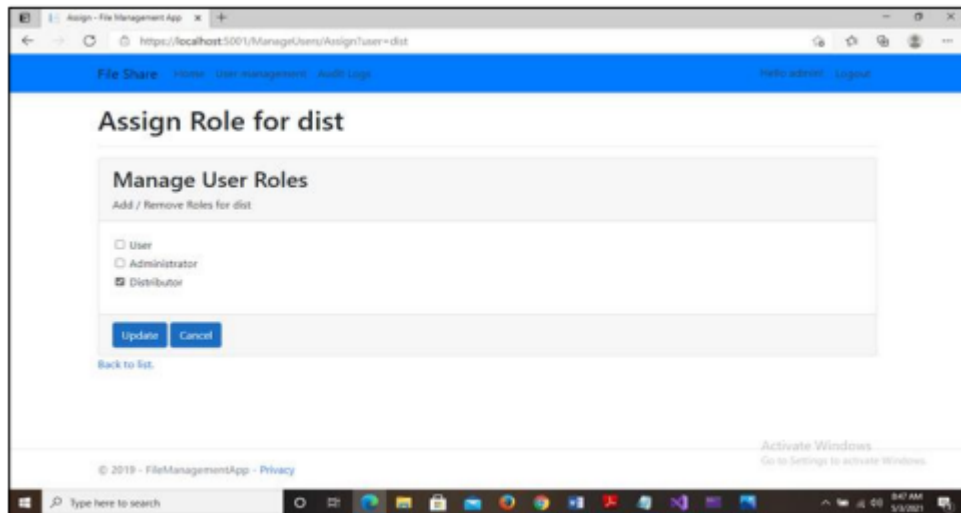 Assign - File Management App
https://localhost:5001/ManageUsers/Assign?user=dist
File Share Home User management Audit Logs Hello admin! Logout
Assign Role for dist
Manage User Roles
Add / Remove Roles for dist
User
Administrator
Distributor
Update Cancel
Back to list.
Activate Windows
Go to Settings to activate Windows.
© 2019 - FileManagementApp - Privacy
Type here to search
8:47 AM
5/3/2021